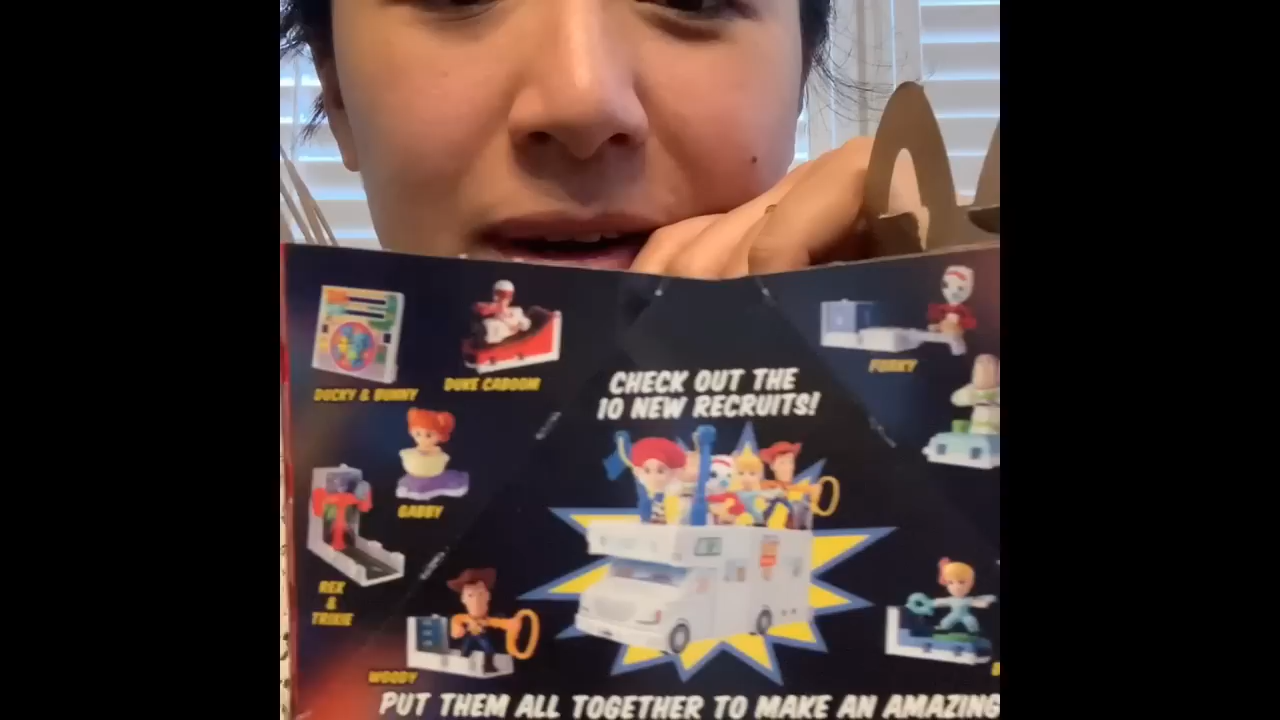 DUCKY & BUNNY
DUKE CABOOM
FORKY
CHECK OUT THE
10 NEW RECRUITS!
GABBY
REX
&
TRIXIE
WOODY
PUT THEM ALL TOGETHER TO MAKE AN AMAZING